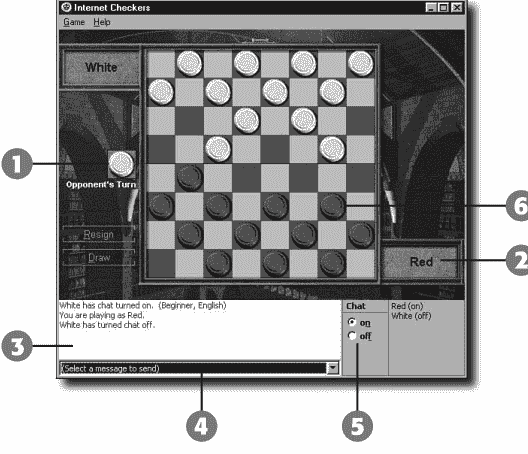 Internet Checkers
Game Help
White
1
Opponent's Turn
6
Resign
Draw
Red
2
White has chat turned on. (Beginner, English)
You are playing as Red.
White has turned chat off.
Chat
on
off
Red (on)
White (off)
3
(Select a message to send)
4
5